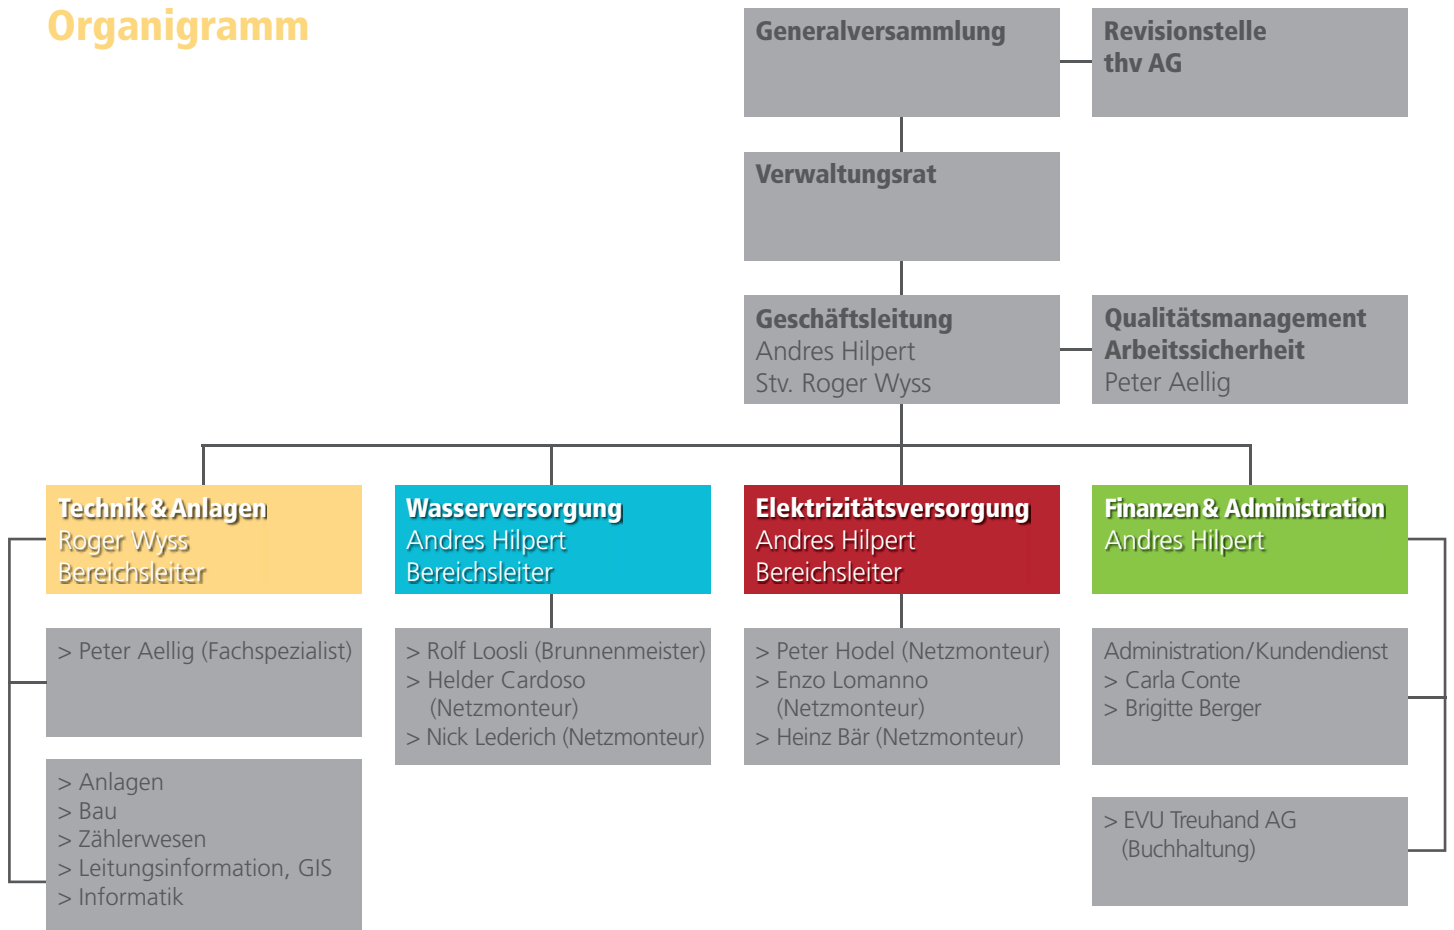 Organigramm
Generalversammlung
Revisionstelle
thv AG
Verwaltungsrat
Geschäftsleitung
Andres Hilpert
Stv. Roger Wyss
Qualitätsmanagement
Arbeitssicherheit
Peter Aellig
Technik & Anlagen
Roger Wyss
Bereichsleiter
Wasserversorgung
Andres Hilpert
Bereichsleiter
Elektrizitätsversorgung
Andres Hilpert
Bereichsleiter
Finanzen & Administration
Andres Hilpert
> Peter Aellig (Fachspezialist)
> Anlagen
> Bau
> Zählerwesen
> Leitungsinformation, GIS
> Informatik
> Rolf Loosli (Brunnenmeister)
> Helder Cardoso
(Netzmonteur)
> Nick Lederich (Netzmonteur)
> Peter Hodel (Netzmonteur)
> Enzo Lomanno
(Netzmonteur)
> Heinz Bär (Netzmonteur)
Administration/Kundendienst
> Carla Conte
> Brigitte Berger
> EVU Treuhand AG
(Buchhaltung)